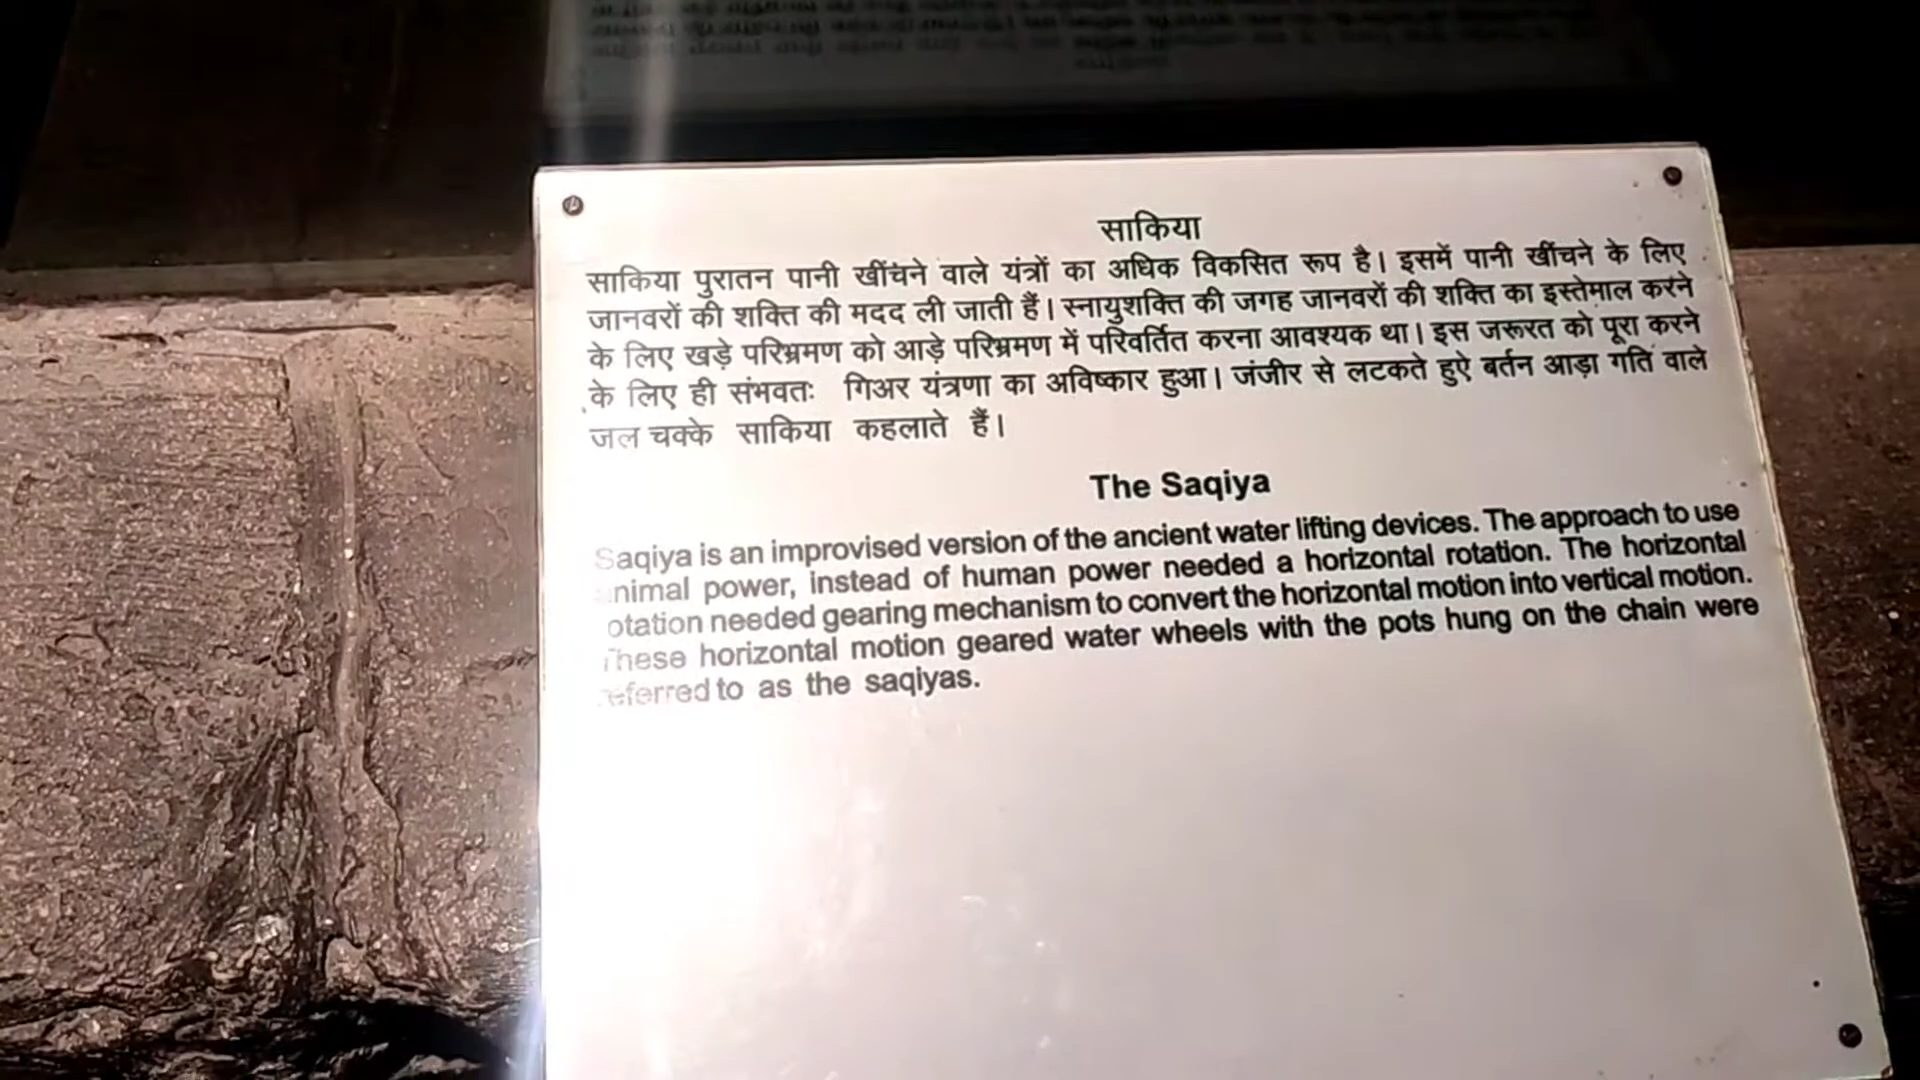 साकिया
साकिया पुरातन पानी खींचने वाले यंत्रों का अधिक विकसित रूप है। इसमें पानी खींचने के लिए
जानवरों की शक्ति की मदद ली जाती हैं। स्नायुशक्ति की जगह जानवरों की शक्ति का इस्तेमाल करने
के लिए खड़े परिभ्रमण को आड़े परिभ्रमण में परिवर्तित करना आवश्यक था। इस जरूरत को पूरा करने
के लिए ही संभवतः गिअर यंत्रणा का अविष्कार हुआ। जंजीर से लटकते हुऐ बर्तन आड़ा गति वाले
जल चक्के साकिया कहलाते हैं।
The Saqiya
Saqiya is an improvised version of the ancient water lifting devices. The approach to use
animal power, instead of human power needed a horizontal rotation. The horizontal
rotation needed gearing mechanism to convert the horizontal motion into vertical motion.
These horizontal motion geared water wheels with the pots hung on the chain were
referred to as the saqiyas.